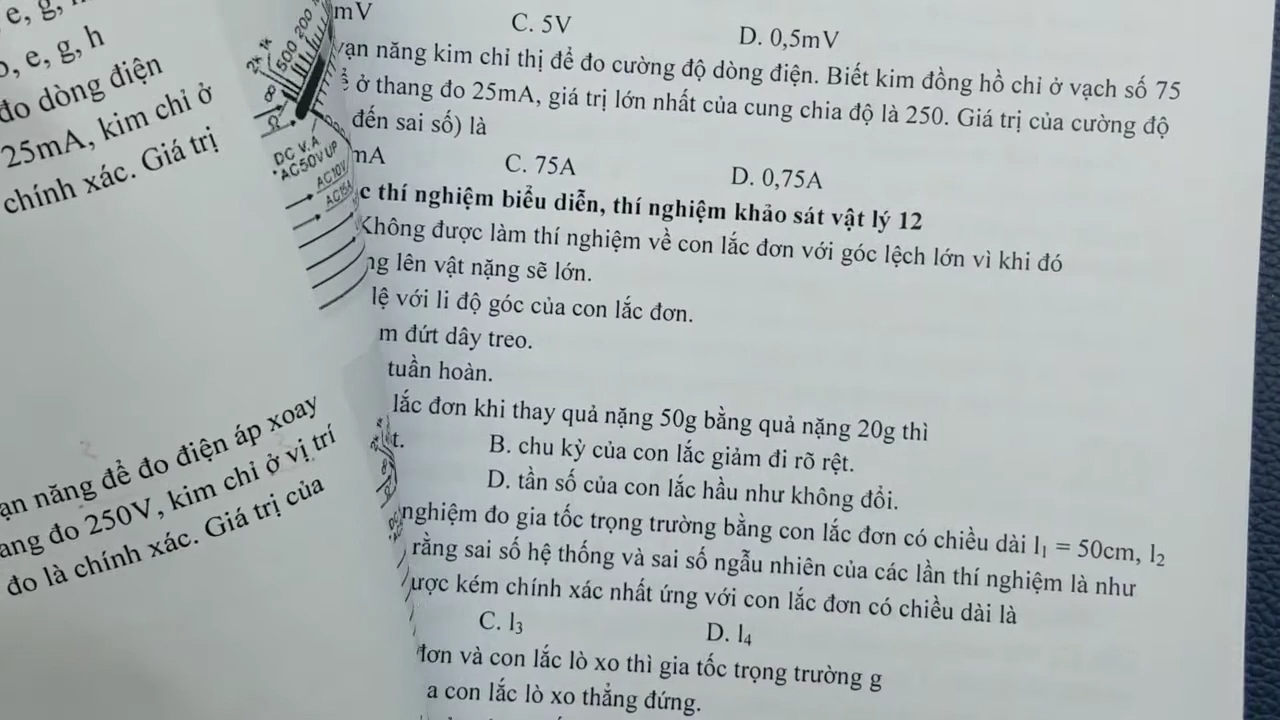 e, g,
e, g, h
đo dòng điện
25mA, kim chỉ ở
chính xác. Giá trị
năng để đo điện áp xoay
đo 250V, kim chỉ ở vị trí
đo là chính xác. Giá trị của
2k 1k
500 200
DC V.A
AC50V UP
AC10V
mV C. 5V D. 0,5mV
vạn năng kim chỉ thị để đo cường độ dòng điện. Biết kim đồng hồ chỉ ở vạch số 75
ở thang đo 25mA, giá trị lớn nhất của cung chia độ là 250. Giá trị của cường độ
đến sai số) là
mA C. 75A D. 0,75A
thí nghiệm biểu diễn, thí nghiệm khảo sát vật lý 12
Không được làm thí nghiệm về con lắc đơn với góc lệch lớn vì khi đó
lên vật nặng sẽ lớn.
lệ với li độ góc của con lắc đơn.
đứt dây treo.
tuần hoàn.
lắc đơn khi thay quả nặng 50g bằng quả nặng 20g thì
B. chu kỳ của con lắc giảm đi rõ rệt.
D. tần số của con lắc hầu như không đổi.
nghiệm đo gia tốc trọng trường bằng con lắc đơn có chiều dài l₁ = 50cm, l₂
rằng sai số hệ thống và sai số ngẫu nhiên của các lần thí nghiệm là như
kém chính xác nhất ứng với con lắc đơn có chiều dài là
C. l₃ D. l₄
đơn và con lắc lò xo thì gia tốc trọng trường g
con lắc lò xo thẳng đứng.